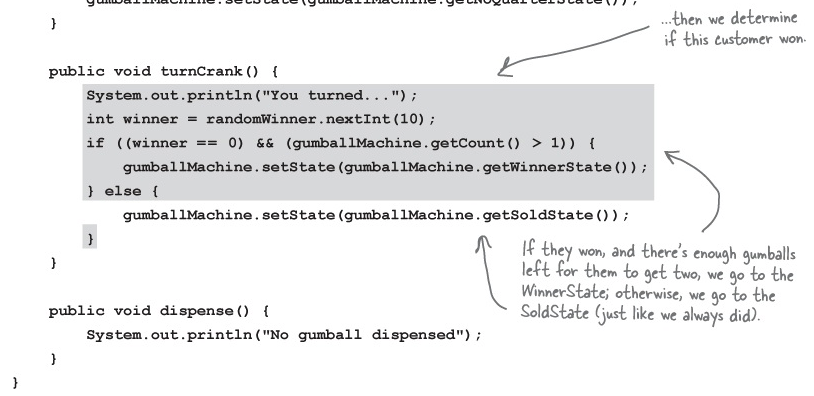 gumballMachine.setState(gumballMachine.getNoQuarterState());
}
...then we determine
if this customer won.
public void turnCrank() {
System.out.println("You turned...");
int winner = randomWinner.nextInt(10);
if ((winner == 0) && (gumballMachine.getCount() > 1)) {
gumballMachine.setState(gumballMachine.getWinnerState());
} else {
gumballMachine.setState(gumballMachine.getSoldState());
}
}
If they won, and there's enough gumballs
left for them to get two, we go to the
WinnerState; otherwise, we go to the
SoldState (just like we always did).
public void dispense() {
System.out.println("No gumball dispensed");
}
}